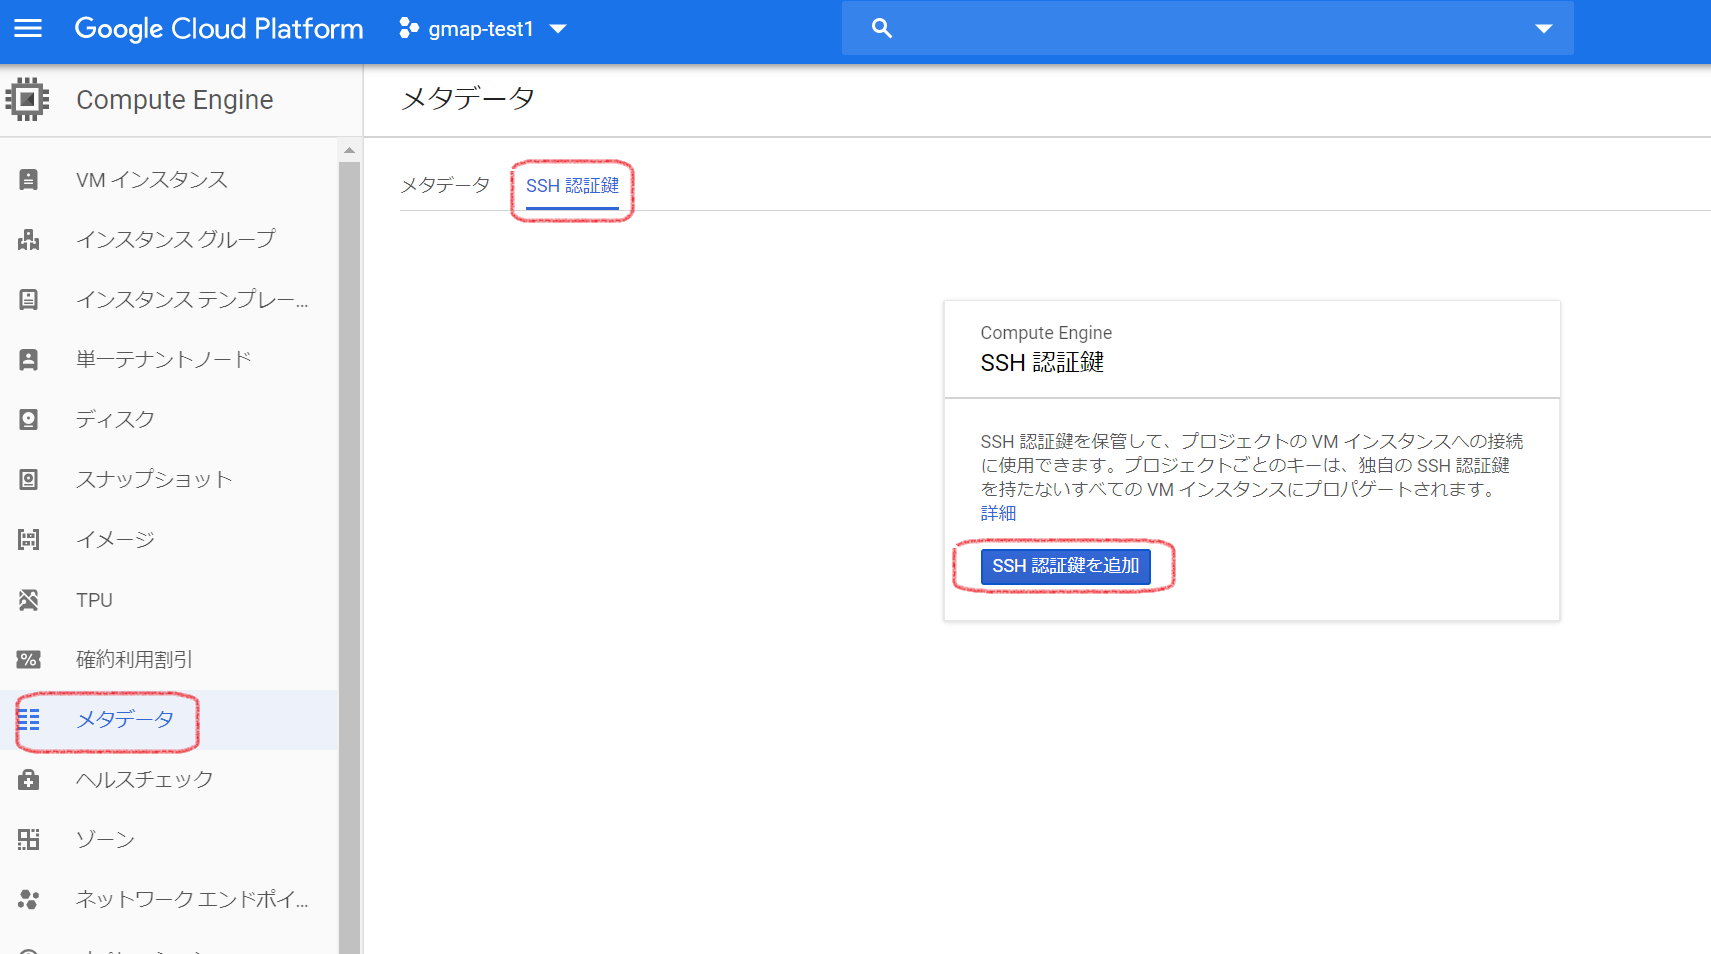 Google Cloud Platform
gmap-test1
Compute Engine
メタデータ
VM インスタンス
インスタンス グループ
インスタンス テンプレー...
単一テナントノード
ディスク
スナップショット
イメージ
TPU
確約利用割引
メタデータ
ヘルスチェック
ゾーン
ネットワーク エンドポイ...
メタデータ
SSH 認証鍵
Compute Engine
SSH 認証鍵
SSH 認証鍵を保管して、プロジェクトの VM インスタンスへの接続
に使用できます。プロジェクトごとのキーは、独自の SSH 認証鍵
を持たないすべての VM インスタンスにプロパゲートされます。
詳細
SSH 認証鍵を追加